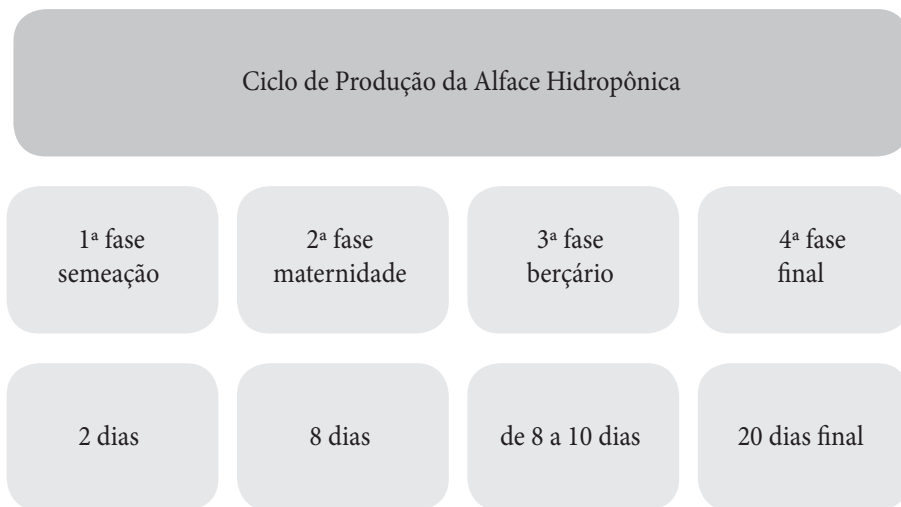 Ciclo de Produção da Alface Hidropônica
1ª fase
semeação
2ª fase
maternidade
3ª fase
berçário
4ª fase
final
2 dias
8 dias
de 8 a 10 dias
20 dias final